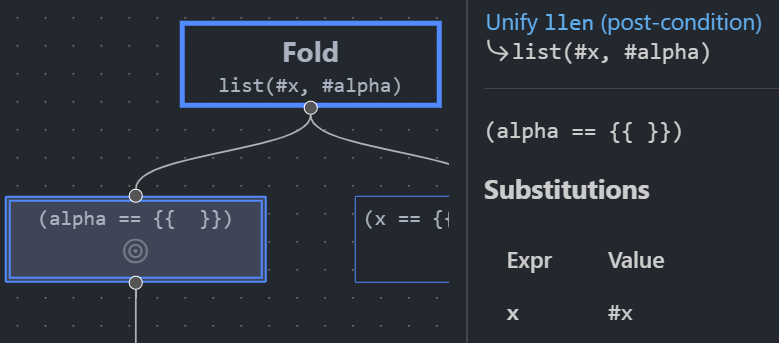 Fold
list(#x, #alpha)
(alpha == {{  }})
(x == {{
Unify llen (post-condition)
list(#x, #alpha)
(alpha == {{ }})
Substitutions
Expr Value
x #x